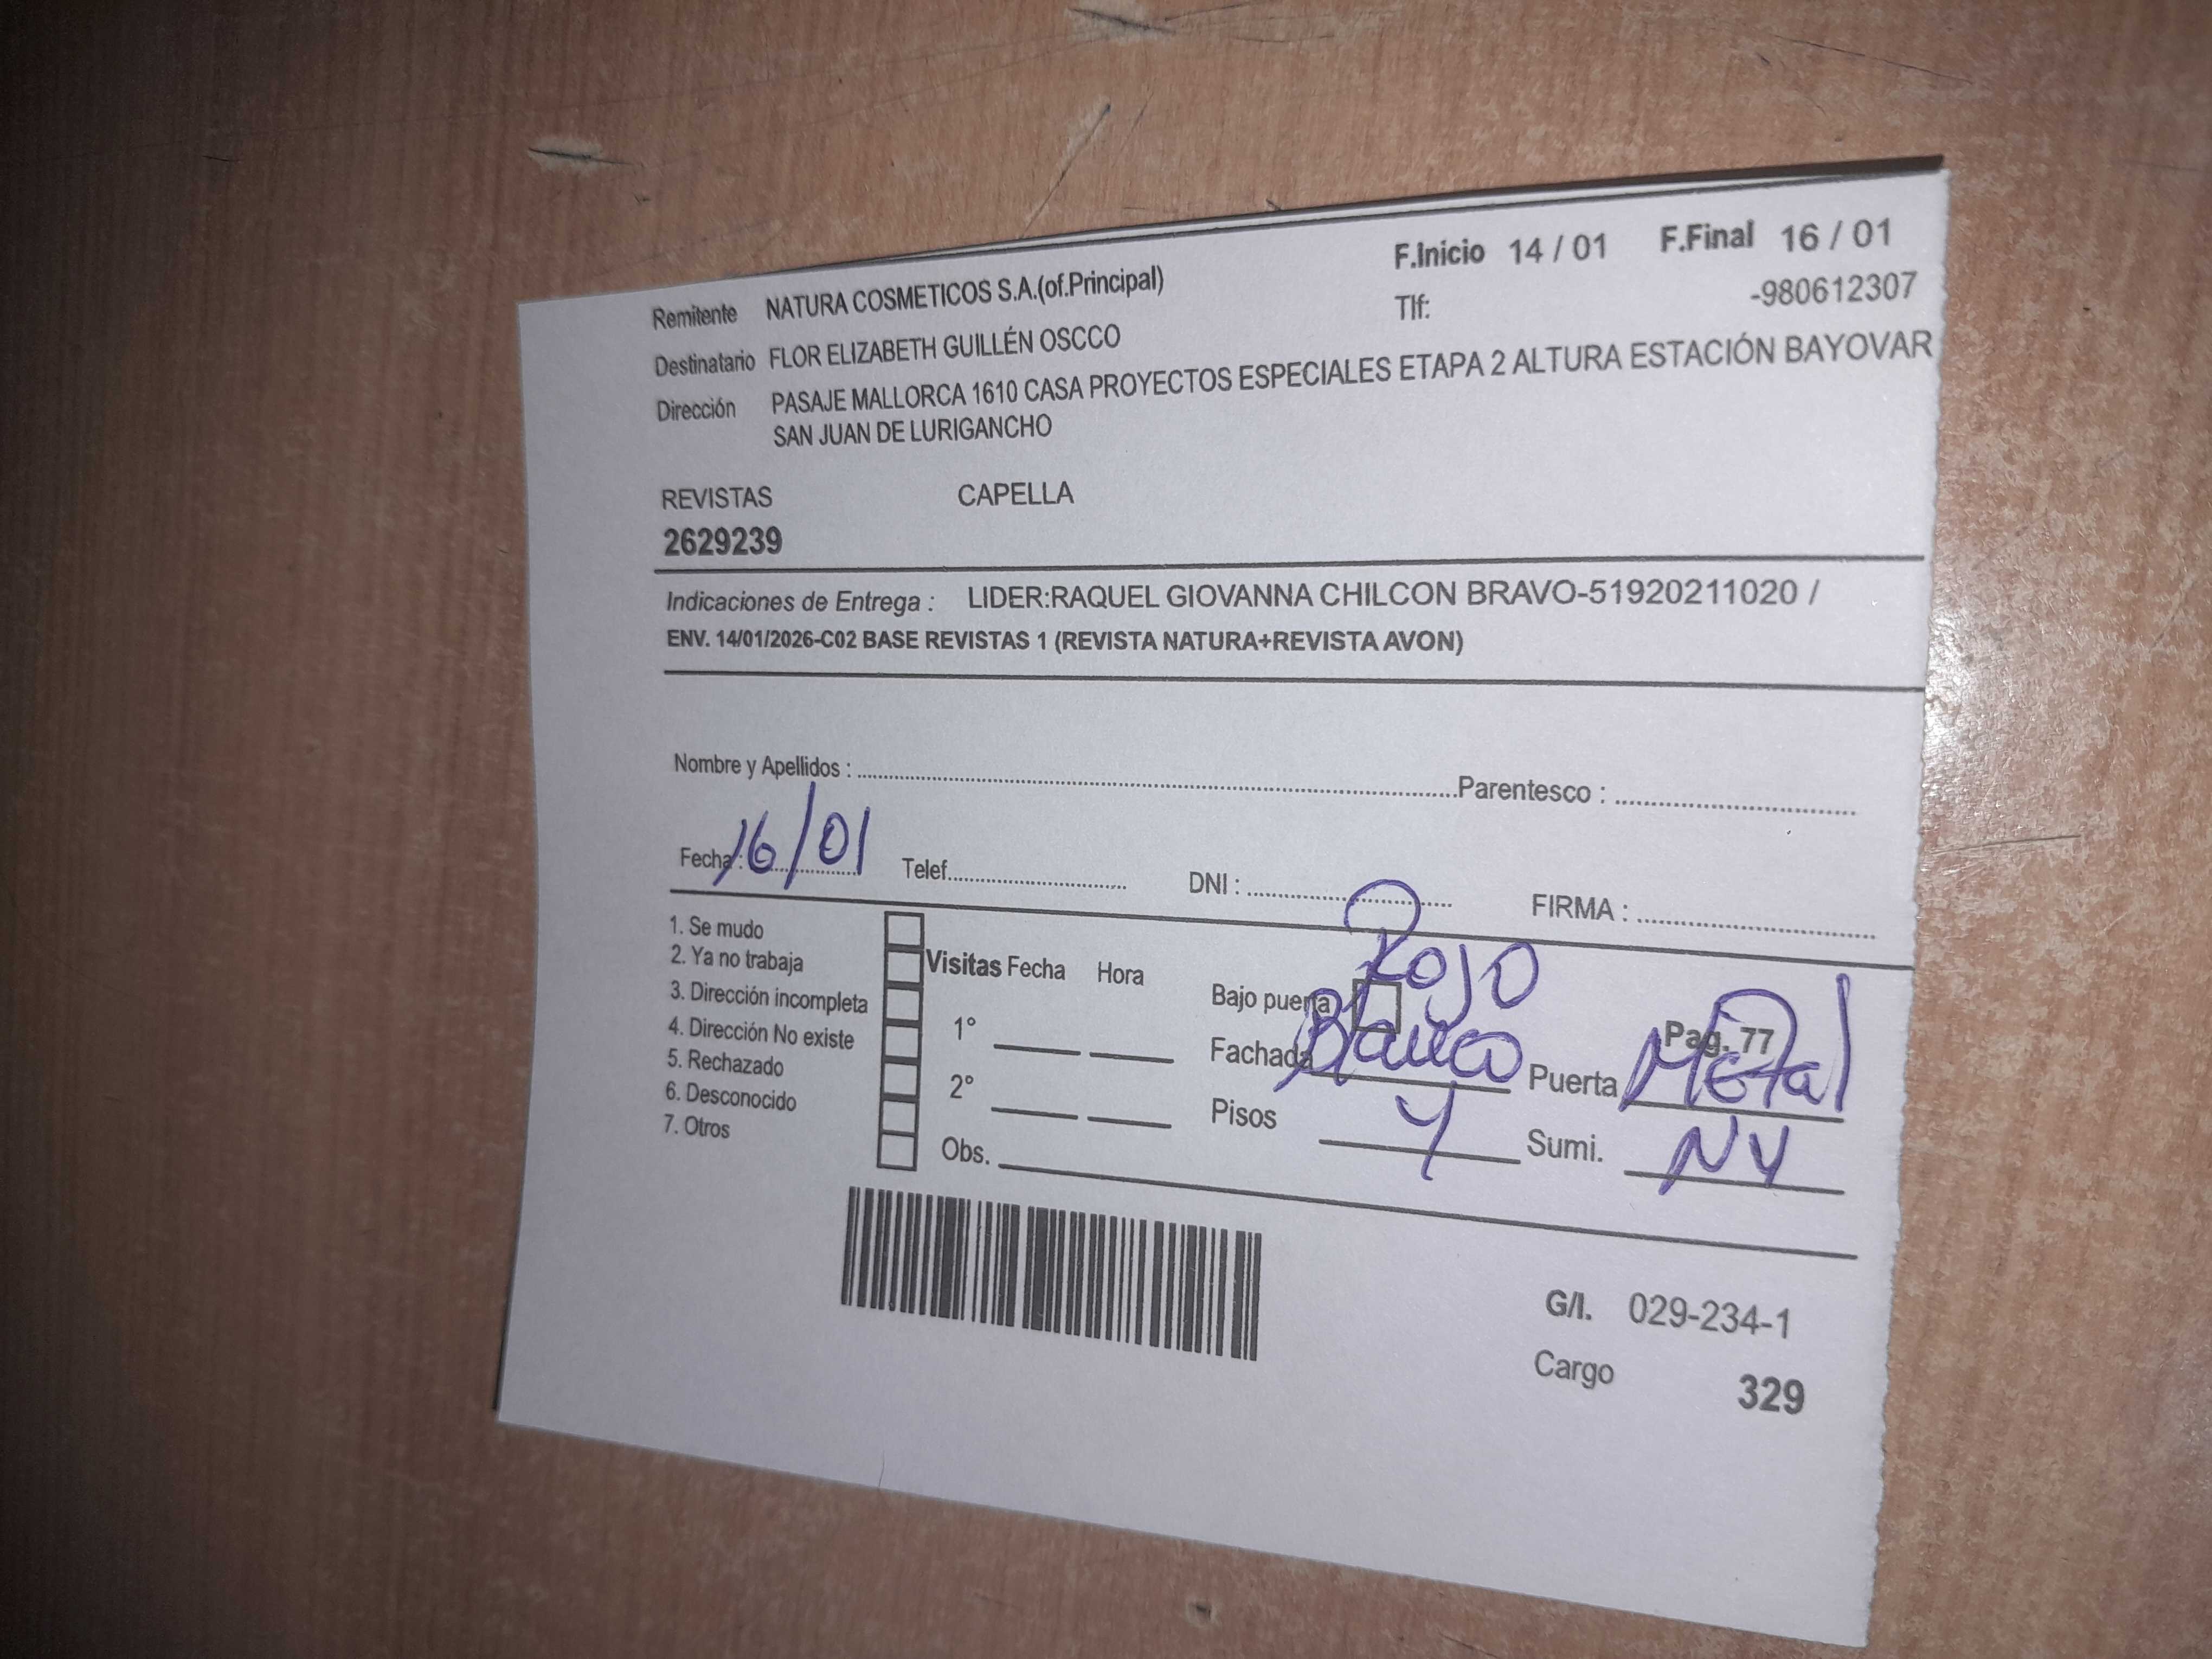 F.Inicio 14 / 01 F.Final 16 / 01
Remitente NATURA COSMETICOS S.A.(of.Principal) Tlf: -980612307
Destinatario FLOR ELIZABETH GUILLÉN OSCCO
Dirección PASAJE MALLORCA 1610 CASA PROYECTOS ESPECIALES ETAPA 2 ALTURA ESTACIÓN BAYOVAR
SAN JUAN DE LURIGANCHO
REVISTAS CAPELLA
2629239
Indicaciones de Entrega : LIDER:RAQUEL GIOVANNA CHILCON BRAVO-51920211020 /
ENV. 14/01/2026-C02 BASE REVISTAS 1 (REVISTA NATURA+REVISTA AVON)
Nombre y Apellidos : Parentesco :
Fecha : 16/01 Telef. DNI : FIRMA :
1. Se mudo
2. Ya no trabaja
3. Dirección incompleta
4. Dirección No existe
5. Rechazado
6. Desconocido
7. Otros
Visitas Fecha Hora
1°
2°
Obs.
Rojo
Bajo puerta Pag. 77
Fachada Blanco Puerta Metal
Pisos 4 Sumi. NV
G/I. 029-234-1
Cargo 329